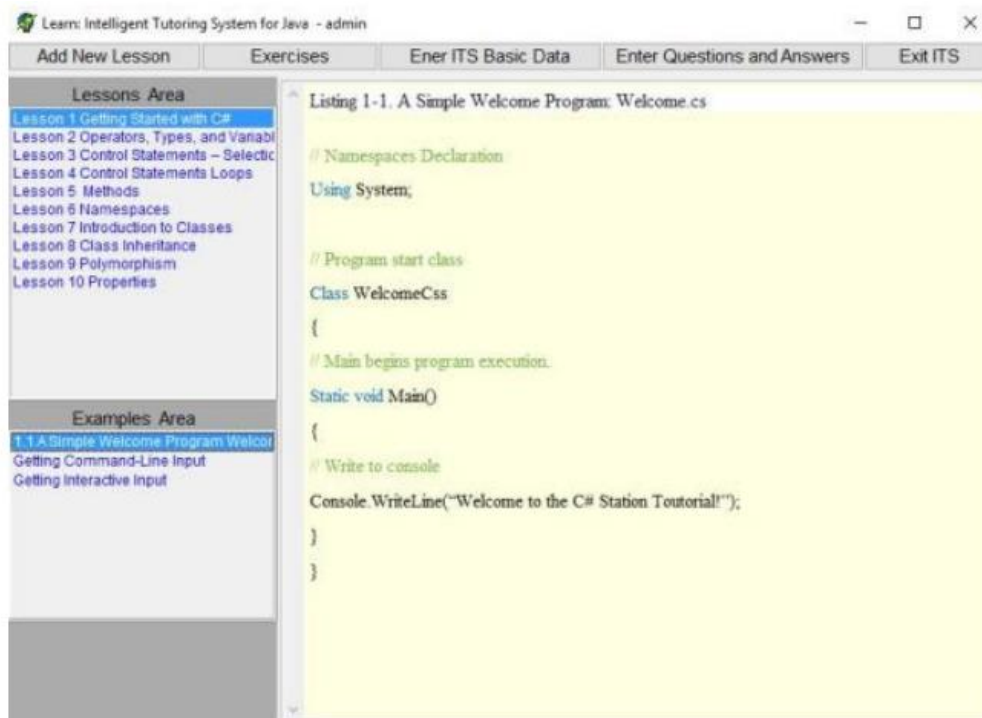 Learn: Intelligent Tutoring System for Java - admin
Add New Lesson
Exercises
Ener ITS Basic Data
Enter Questions and Answers
Exit ITS
Lessons Area
Lesson 1 Getting Started with C#
Lesson 2 Operators, Types, and Variabl
Lesson 3 Control Statements – Selectic
Lesson 4 Control Statements Loops
Lesson 5 Methods
Lesson 6 Namespaces
Lesson 7 Introduction to Classes
Lesson 8 Class Inheritance
Lesson 9 Polymorphism
Lesson 10 Properties
Examples Area
1.1 A Simple Welcome Program Welcor
Getting Command-Line Input
Getting Interactive Input
Listing 1-1. A Simple Welcome Program: Welcome.cs
// Namespaces Declaration
Using System;
// Program start class
Class WelcomeCss
{
// Main begins program execution.
Static void Main()
{
// Write to console
Console.WriteLine(“Welcome to the C# Station Toutorial!”);
}
}